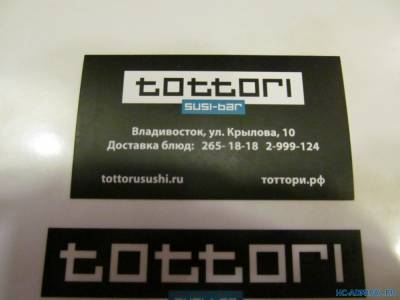 tottori
susi-bar
Владивосток, ул. Крылова, 10
Доставка блюд: 265-18-18 2-999-124
tottorusushi.ru тоттори.рф
tottori